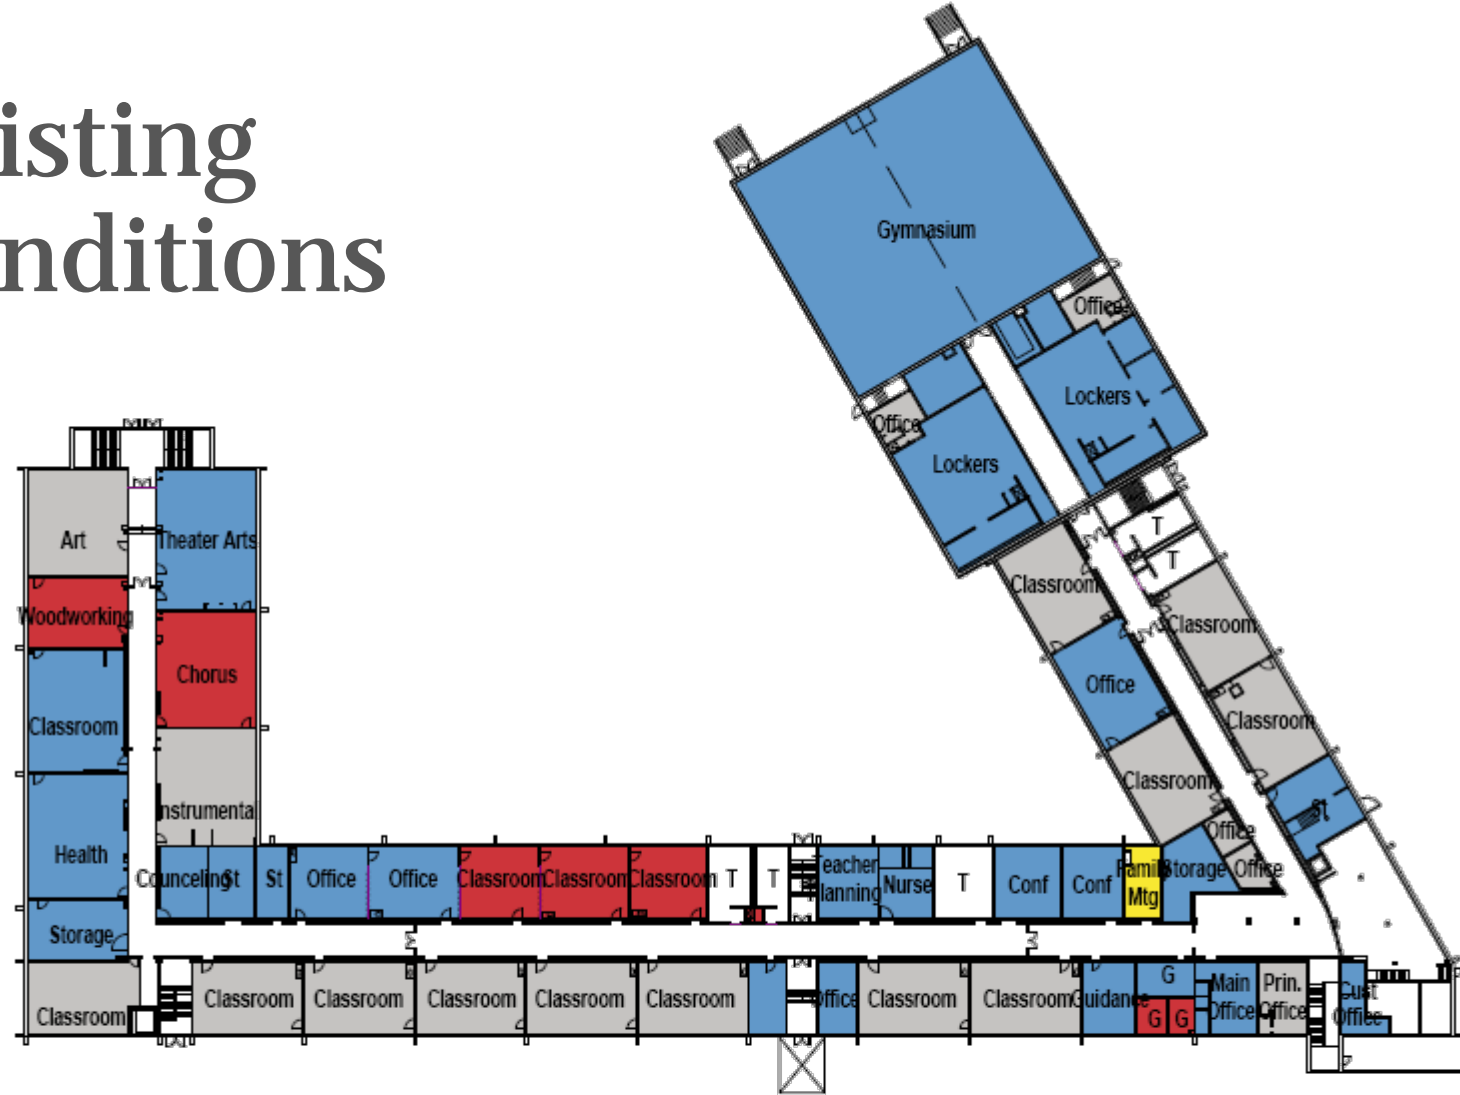 isting
nditions
Gymnasium
Office
Lockers
Office
Lockers
Art
Theater Arts
Woodworking
Chorus
Classroom
Instrumental
Health
Storage
Classroom
T
T
Classroom
Classroom
Office
Classroom
Classroom
St
Office
Office
Storage
Counceling
St
St
Office
Office
Classroom
Classroom
Classroom
T
T
Teacher
Planning
Nurse
T
Conf
Conf
Family
Mtg
Classroom
Classroom
Classroom
Classroom
Classroom
Office
Classroom
Classroom
Guidance
G
G
G
Main
Office
Prin.
Office
Cust
Office